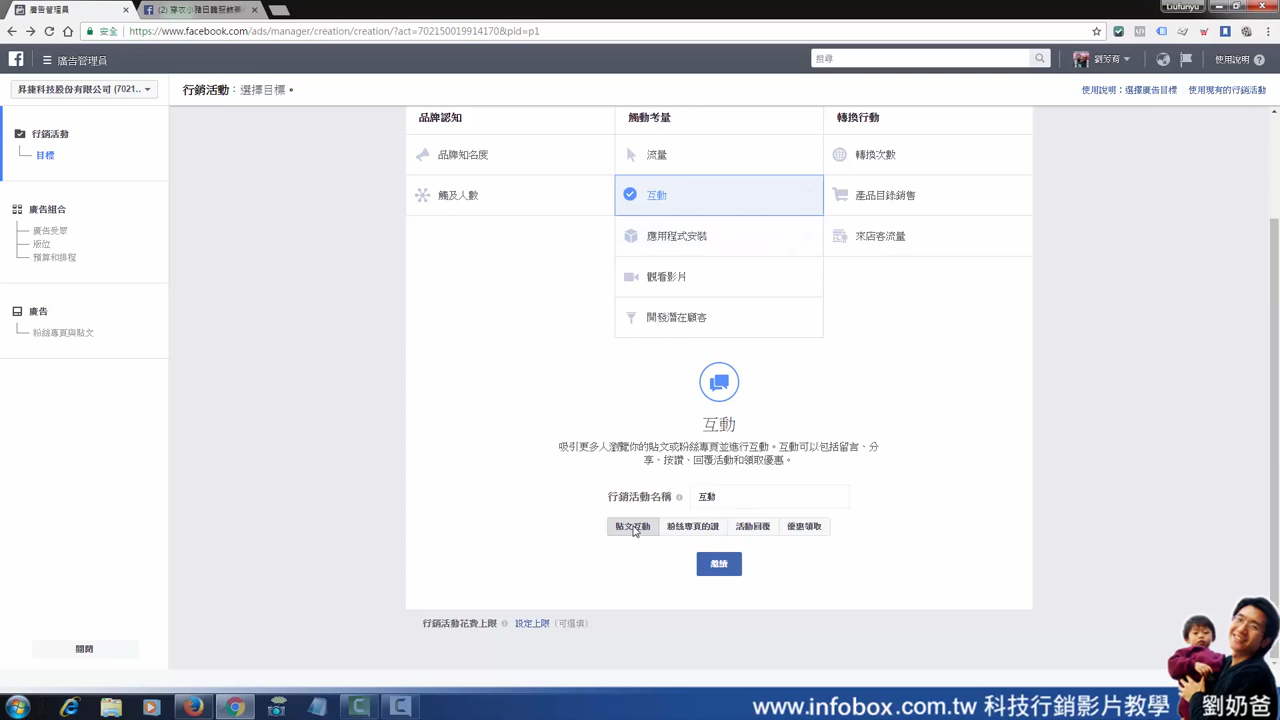 廣告管理員
(2) 穿衣小豬日韓服飾
Liufunyu
安全
https://www.facebook.com/ads/manager/creation/creation/?act=702150019914170&pid=p1
廣告管理員
搜尋
劉芳育
使用說明
昇捷科技股份有限公司 (7021..
行銷活動：選擇目標。
使用說明：選擇廣告目標
使用現有的行銷活動
行銷活動
目標
廣告組合
廣告受眾
版位
預算和排程
廣告
粉絲專頁與貼文
關閉
品牌認知
觸動考量
轉換行動
品牌知名度
流量
轉換次數
觸及人數
互動
產品目錄銷售
應用程式安裝
來店客流量
觀看影片
開發潛在顧客
互動
吸引更多人瀏覽你的貼文或粉絲專頁並進行互動。互動可以包括留言、分
享、按讚、回覆活動和領取優惠。
行銷活動名稱
互動
貼文互動
粉絲專頁的讚
活動回覆
優惠領取
繼續
行銷活動花費上限
設定上限
(可選填)
www.infobox.com.tw 科技行銷影片教學
劉奶爸